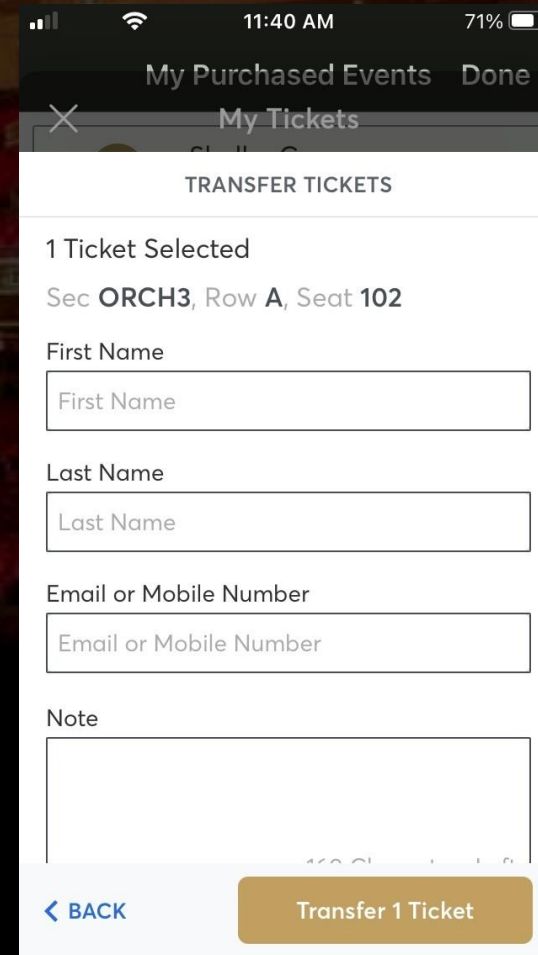 11:40 AM 71%
My Purchased Events Done
My Tickets
TRANSFER TICKETS
1 Ticket Selected
Sec ORCH3, Row A, Seat 102
First Name
First Name
Last Name
Last Name
Email or Mobile Number
Email or Mobile Number
Note
BACK Transfer 1 Ticket